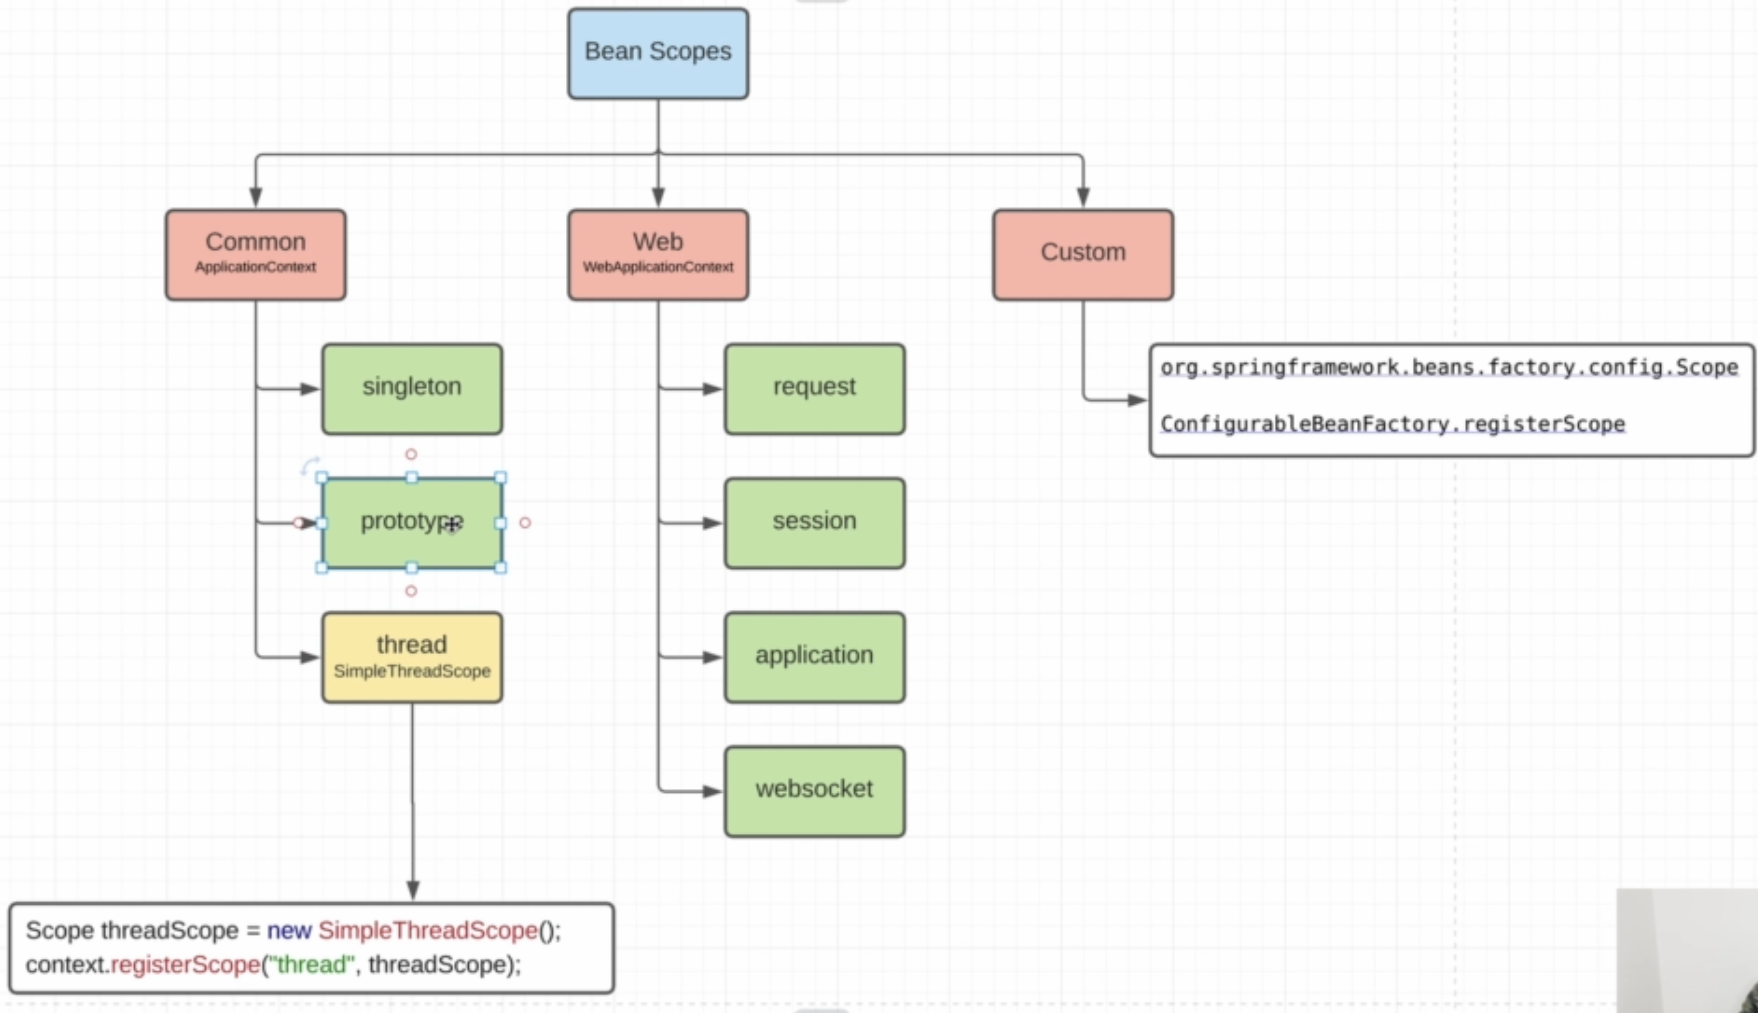 Bean Scopes
Common
ApplicationContext
singleton
prototype
thread
SimpleThreadScope
Scope threadScope = new SimpleThreadScope();
context.registerScope("thread", threadScope);
Web
WebApplicationContext
request
session
application
websocket
Custom
org.springframework.beans.factory.config.Scope
ConfigurableBeanFactory.registerScope